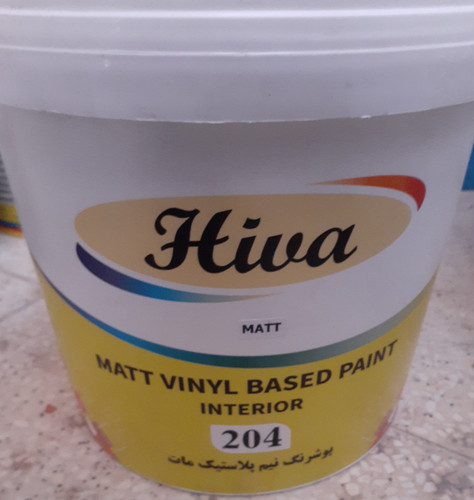 Hiva
MATT
MATT VINYL BASED PAINT
INTERIOR
204
پوشرنگ نیم پلاستیک مات